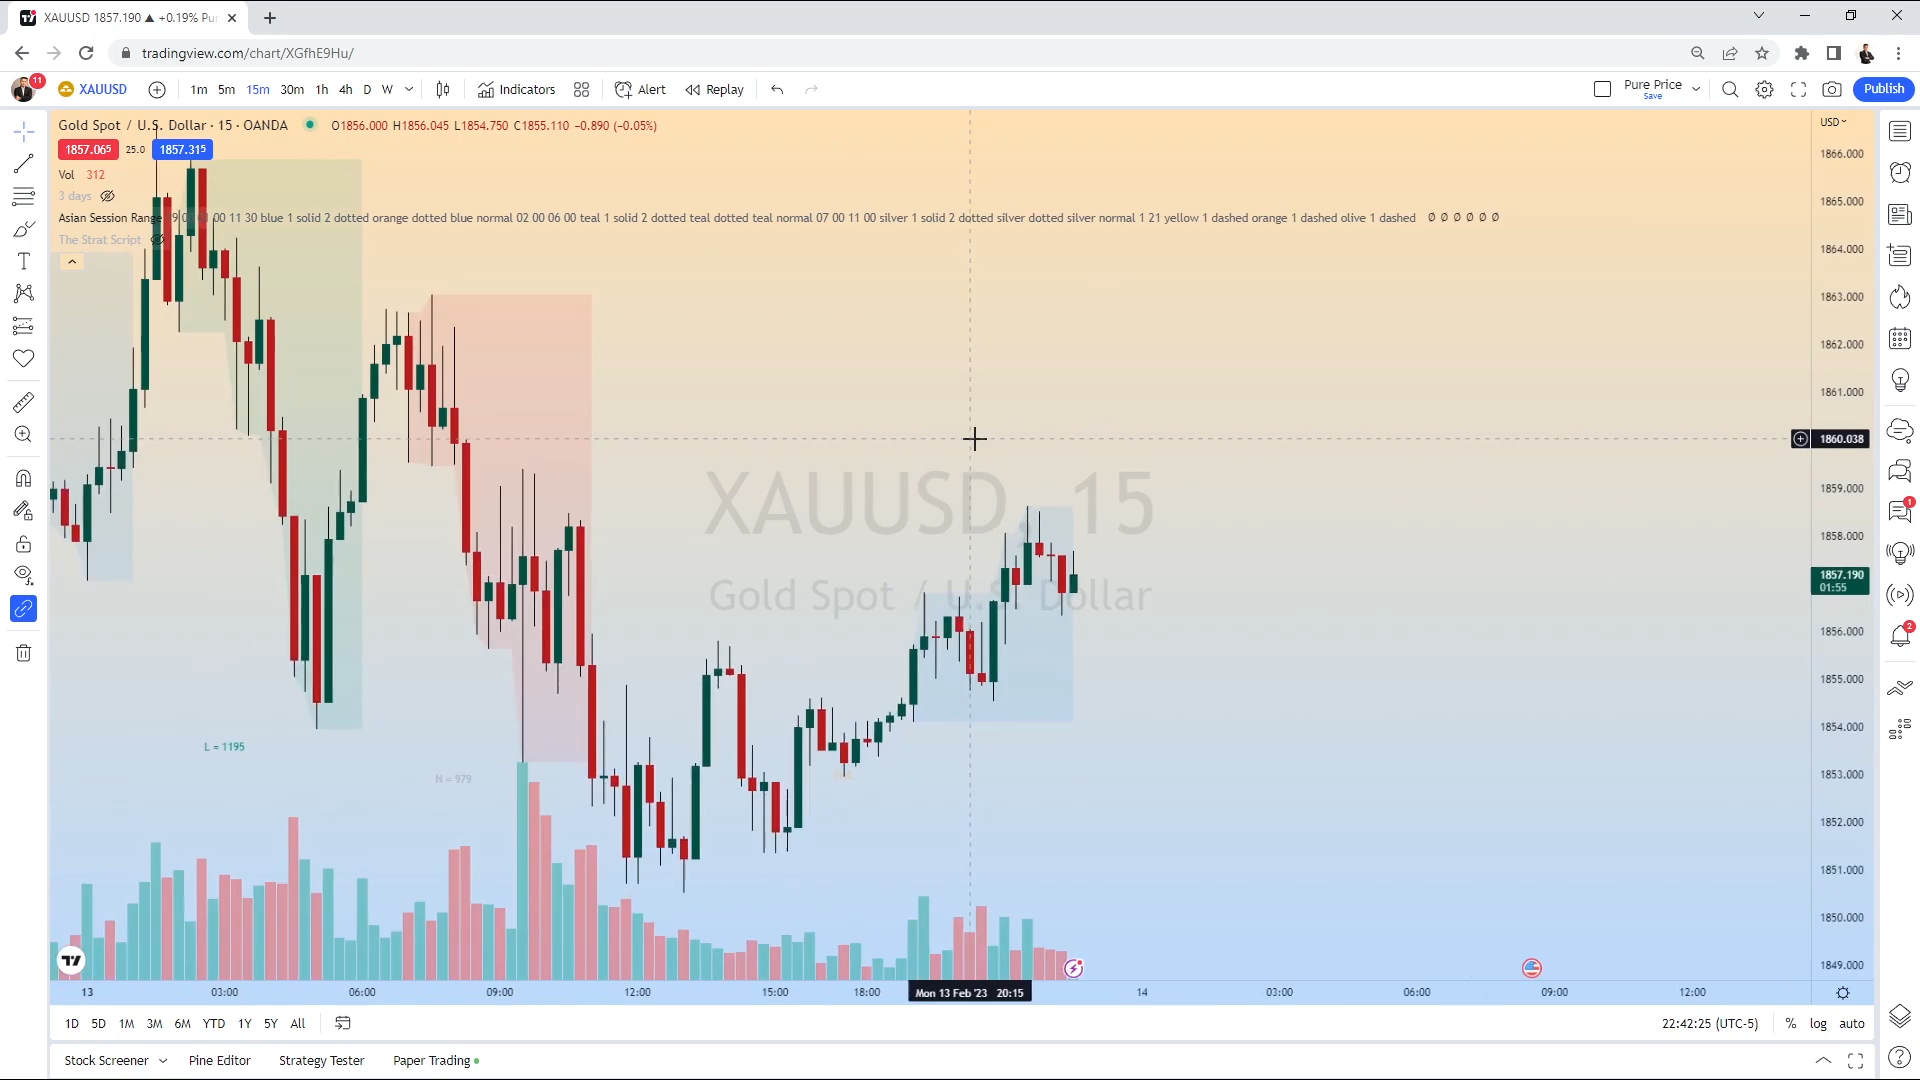 XAUUSD 1857.190 ▲ +0.19% Pu
tradingview.com/chart/XGfhE9Hu/
11 XAUUSD 1m 5m 15m 30m 1h 4h D W Indicators Alert Replay Pure Price Save Publish
Gold Spot / U.S. Dollar · 15 · OANDA O1856.000 H1856.045 L1854.750 C1855.110 −0.890 (−0.05%)
1857.065 25.0 1857.315
Vol 312
3 days
Asian Session Range 00 11 30 blue 1 solid 2 dotted orange dotted blue normal 02 00 06 00 teal 1 solid 2 dotted teal dotted teal normal 07 00 11 00 silver 1 solid 2 dotted silver dotted silver normal 1 21 yellow 1 dashed orange 1 dashed olive 1 dashed Ø Ø Ø Ø Ø Ø
The Strat Script
USD
1866.000
1865.000
1864.000
1863.000
1862.000
1861.000
1860.038
1859.000
1858.000
1857.190
01:55
1856.000
1855.000
1854.000
1853.000
1852.000
1851.000
1850.000
1849.000
XAUUSD, 15
Gold Spot / U.S. Dollar
L = 1195
N = 979
1
2
13 03:00 06:00 09:00 12:00 15:00 18:00 Mon 13 Feb '23 20:15 14 03:00 06:00 09:00 12:00
1D 5D 1M 3M 6M YTD 1Y 5Y All 22:42:25 (UTC-5) % log auto
Stock Screener Pine Editor Strategy Tester Paper Trading